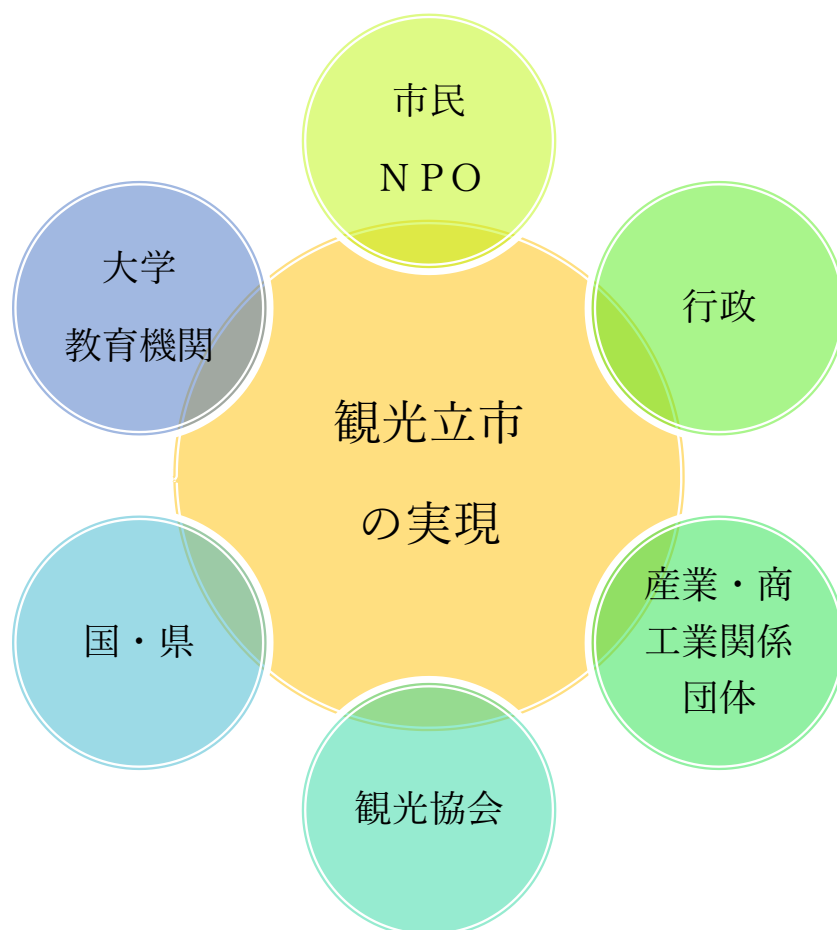 市民
ＮＰＯ
行政
産業・商
工業関係
団体
観光協会
国・県
大学
教育機関
観光立市
の実現